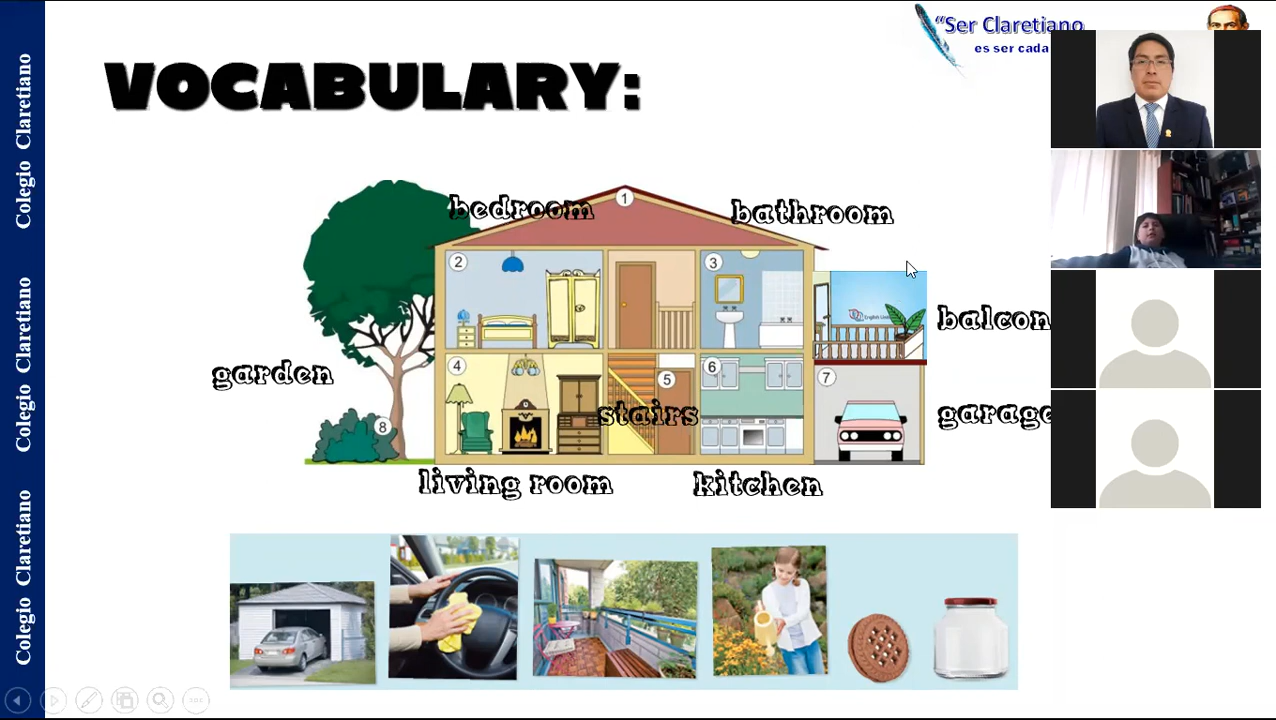 "Ser Claretiano
es ser cada
VOCABULARY:
Colegio Claretiano
Colegio Claretiano
Colegio Claretiano
bedroom
1
bathroom
2
3
balcon
garden
4
5
6
7
stairs
garage
8
living room
kitchen